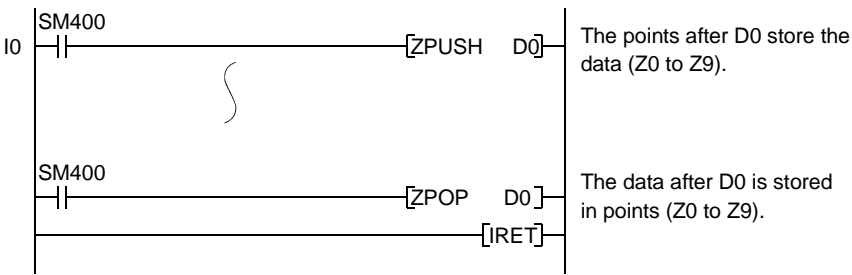 SM400
I0
ZPUSH D0
The points after D0 store the
data (Z0 to Z9).
SM400
ZPOP D0
The data after D0 is stored
in points (Z0 to Z9).
IRET